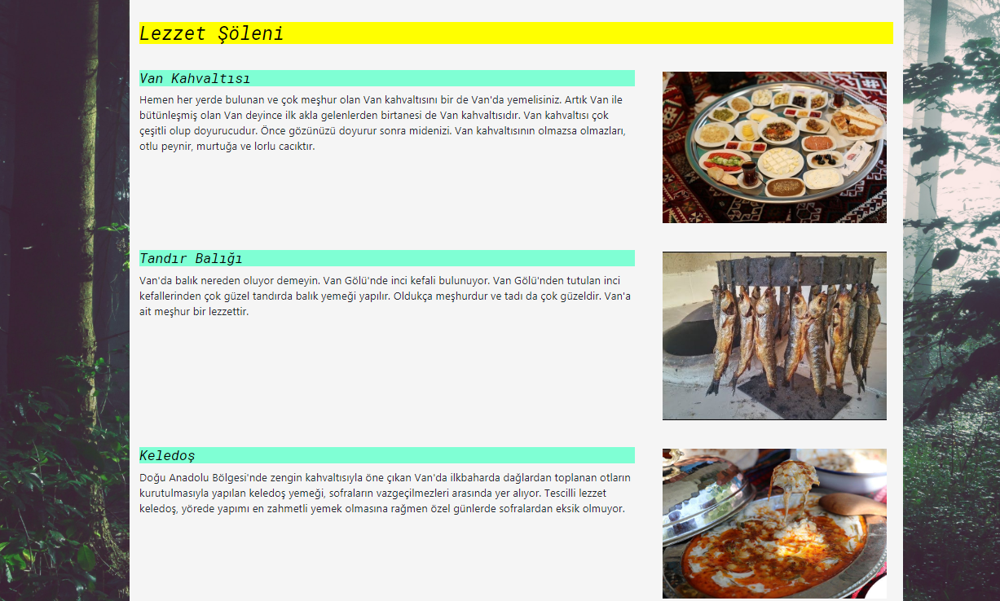 Lezzet Şöleni
Van Kahvaltısı
Hemen her yerde bulunan ve çok meşhur olan Van kahvaltısını bir de Van'da yemelisiniz. Artık Van ile
bütünleşmiş olan Van deyince ilk akla gelenlerden birtanesi de Van kahvaltısıdır. Van kahvaltısı çok
çeşitli olup doyurucudur. Önce gözünüzü doyurur sonra midenizi. Van kahvaltısının olmazsa olmazları,
otlu peynir, murtuğa ve lorlu cacıktır.
Tandır Balığı
Van'da balık nereden oluyor demeyin. Van Gölü'nde inci kefali bulunuyor. Van Gölü'nden tutulan inci
kefallerinden çok güzel tandırda balık yemeği yapılır. Oldukça meşhurdur ve tadı da çok güzeldir. Van'a
ait meşhur bir lezzettir.
Keledoş
Doğu Anadolu Bölgesi'nde zengin kahvaltısıyla öne çıkan Van'da ilkbaharda dağlardan toplanan otların
kurutulmasıyla yapılan keledoş yemeği, sofraların vazgeçilmezleri arasında yer alıyor. Tescilli lezzet
keledoş, yörede yapımı en zahmetli yemek olmasına rağmen özel günlerde sofralardan eksik olmuyor.